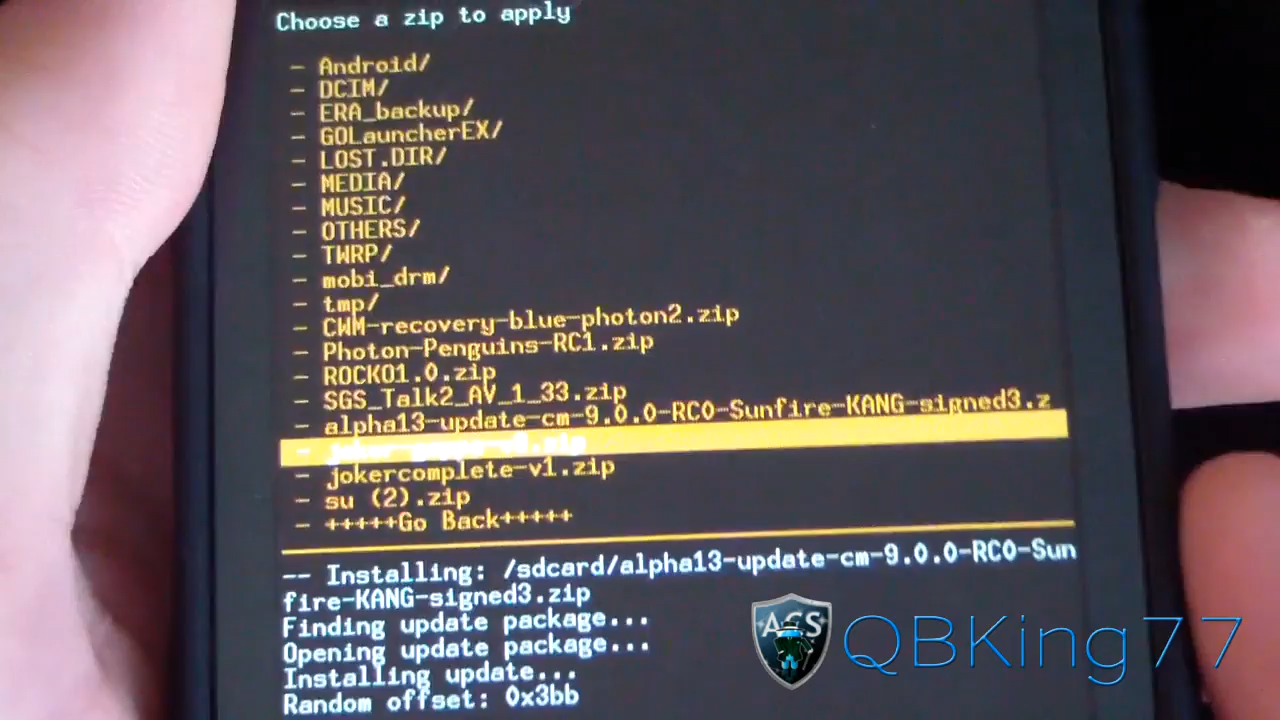 Choose a zip to apply
- Android/
- DCIM/
- ERA_backup/
- GOLauncherEX/
- LOST.DIR/
- MEDIA/
- MUSIC/
- OTHERS/
- TWRP/
- mobi_drm/
- tmp/
- CWM-recovery-blue-photon2.zip
- Photon-Penguins-RC1.zip
- ROCKO1.0.zip
- SGS_Talk2_AV_1_33.zip
- alpha13-update-cm-9.0.0-RC0-Sunfire-KANG-signed3.z
- jokercomplete-v1.zip
- su (2).zip
- +++++Go Back+++++
-- Installing: /sdcard/alpha13-update-cm-9.0.0-RC0-Sun
fire-KANG-signed3.zip
Finding update package...
Opening update package...
Installing update...
Random offset: 0x3bb
ACS
QBKing77